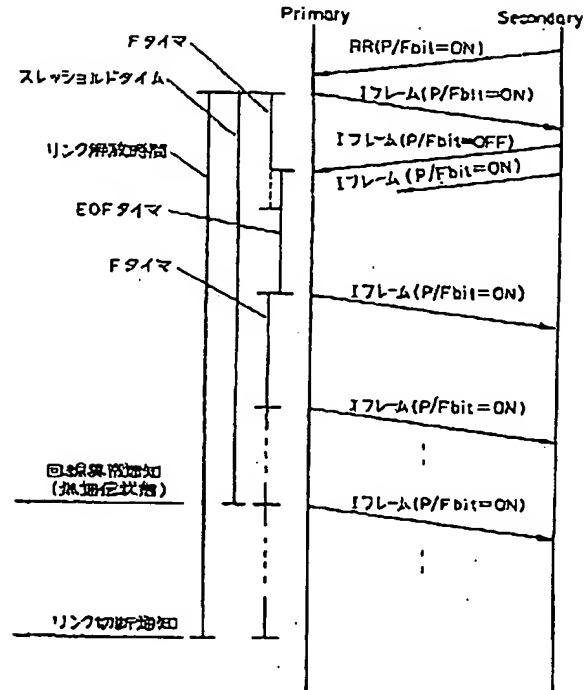 Primary
Secondary
Fタイマ
RR(P/Fbit=ON)
スレッショルドタイム
Iフレーム(P/Fbit=ON)
Iフレーム(P/Fbit=OFF)
リンク解放時間
Iフレーム(P/Fbit=ON)
EOFタイマ
Fタイマ
Iフレーム(P/Fbit=ON)
Iフレーム(P/Fbit=ON)
回線異常通知
状態)
Iフレーム(P/Fbit=ON)
リンク切断通知